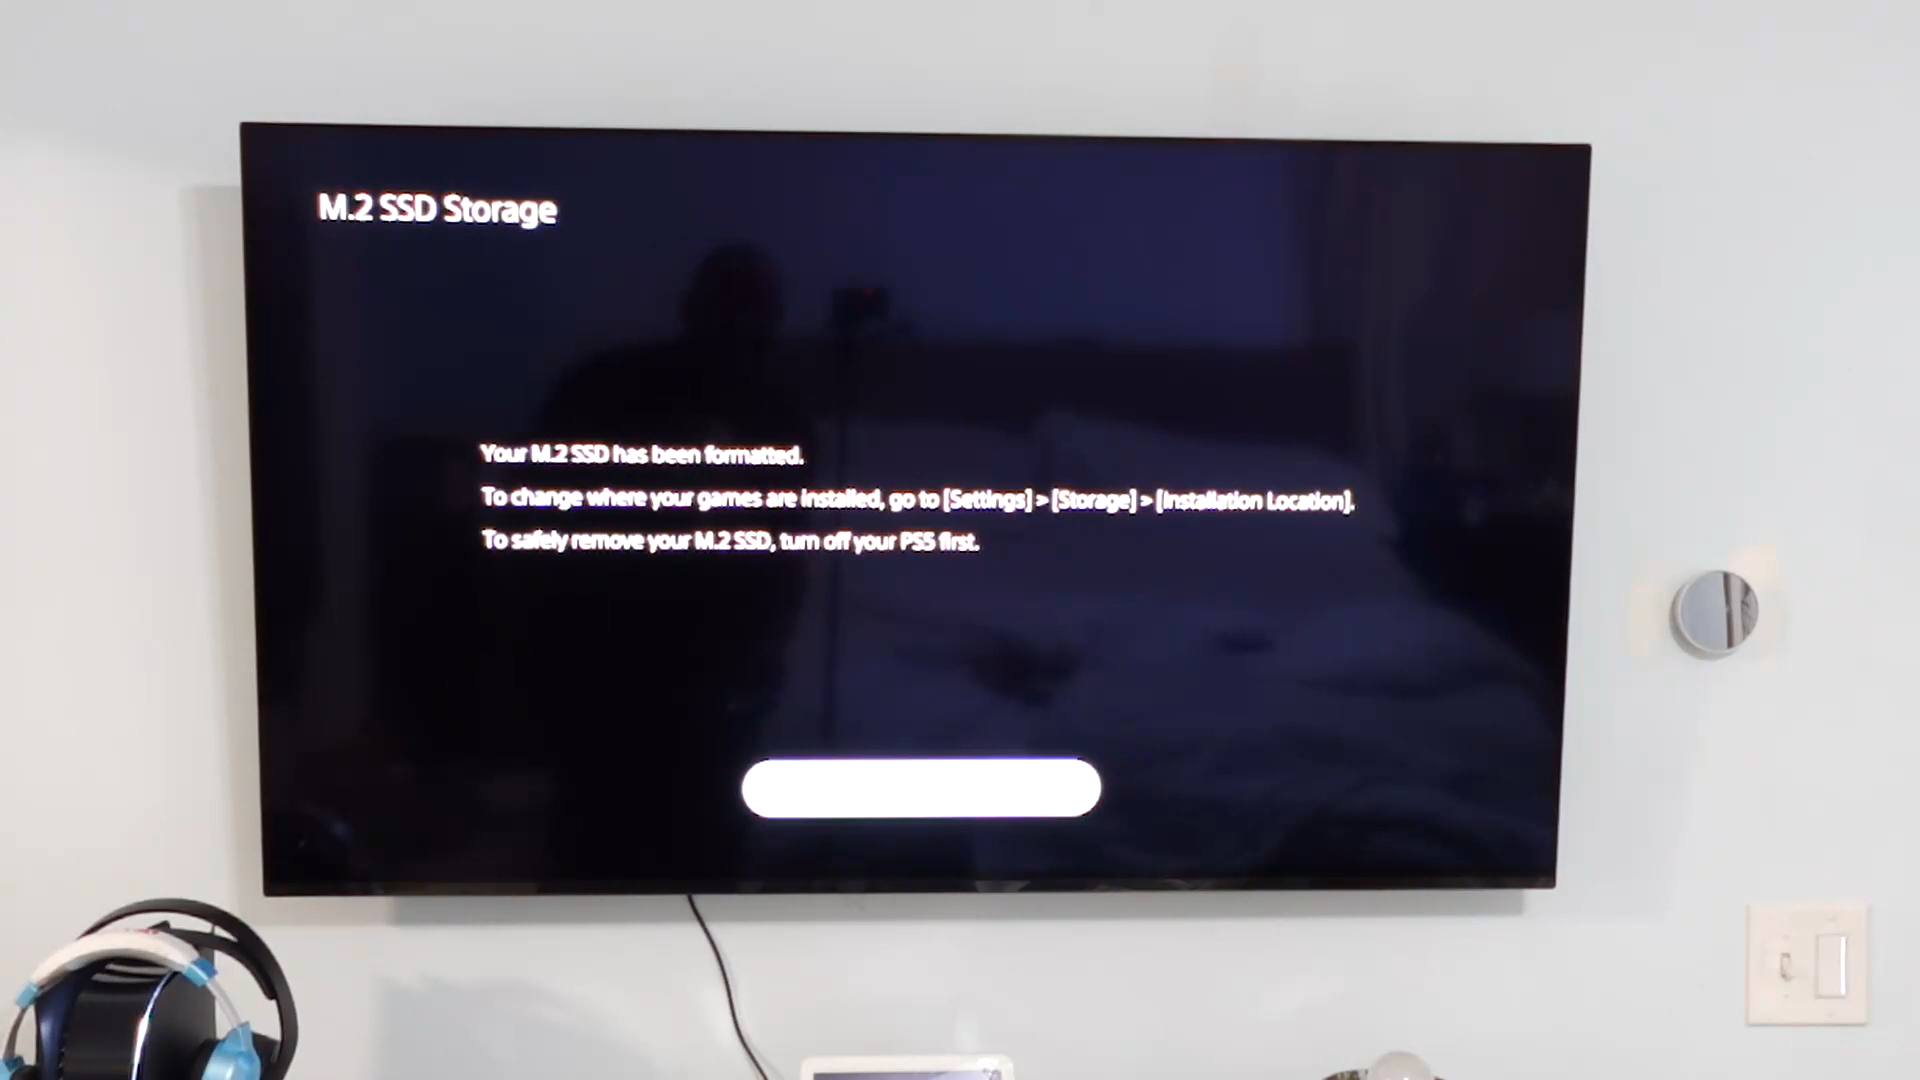 M.2 SSD Storage
Your M.2 SSD has been formatted.
To change where your games are installed, go to [Settings] > [Storage] > [Installation Location].
To safely remove your M.2 SSD, turn off your PS5 first.